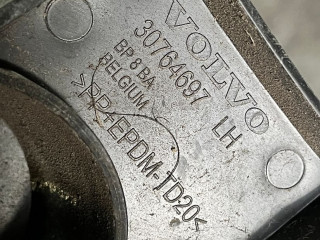 VOLVO
30764697 LH
BP 8 BA
BELGIUM
>PP+EPDM-TD20<